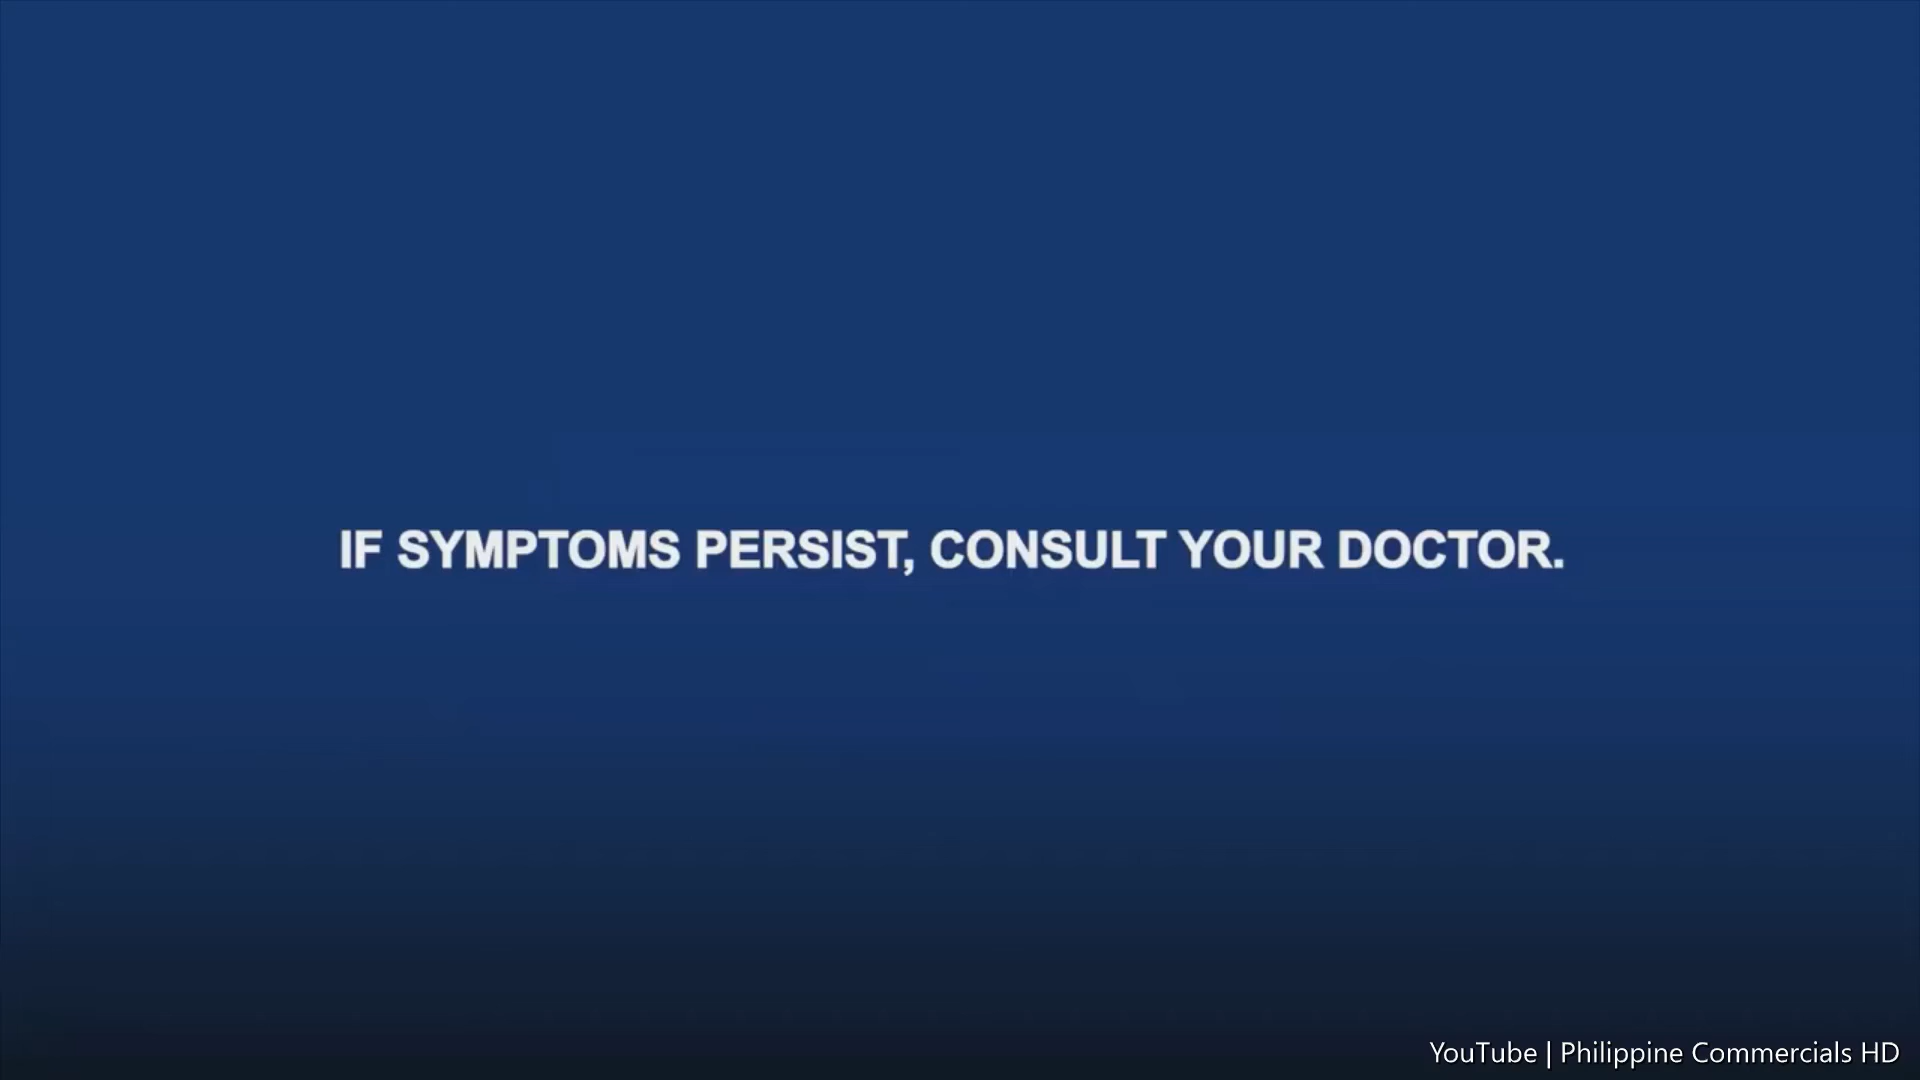 IF SYMPTOMS PERSIST, CONSULT YOUR DOCTOR.
YouTube | Philippine Commercials HD